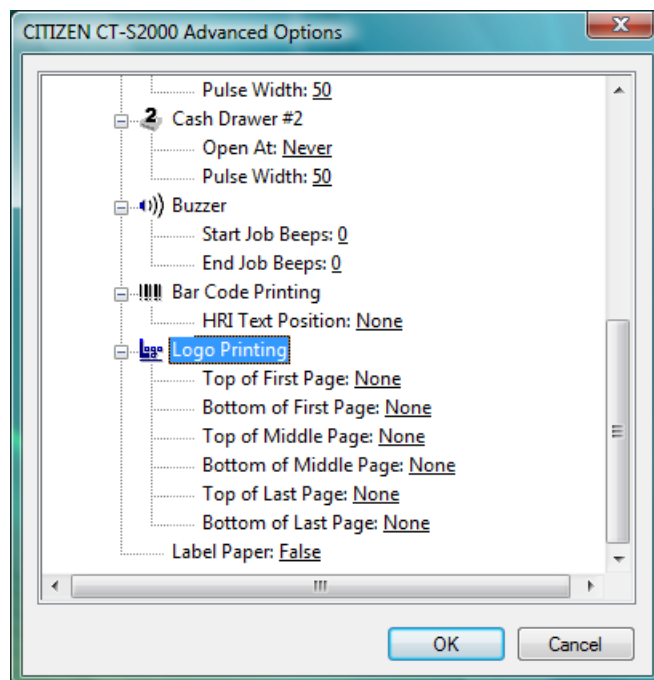 CITIZEN CT-S2000 Advanced Options
Pulse Width: 50
2 Cash Drawer #2
Open At: Never
Pulse Width: 50
Buzzer
Start Job Beeps: 0
End Job Beeps: 0
Bar Code Printing
HRI Text Position: None
Logo Logo Printing
Top of First Page: None
Bottom of First Page: None
Top of Middle Page: None
Bottom of Middle Page: None
Top of Last Page: None
Bottom of Last Page: None
Label Paper: False
OK Cancel